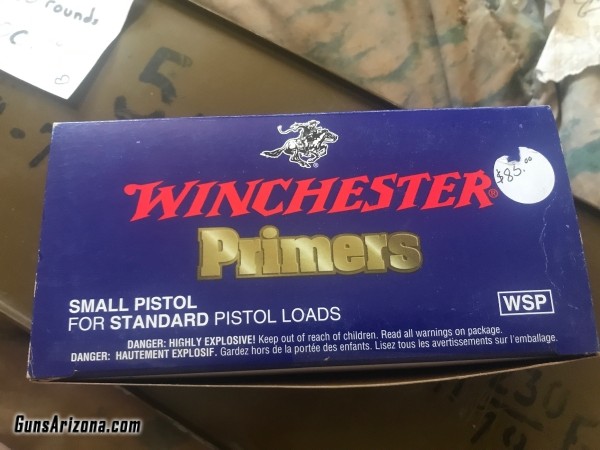 rounds
C
5
WINCHESTER®
$85.00
Primers
SMALL PISTOL
FOR STANDARD PISTOL LOADS
WSP
DANGER: HIGHLY EXPLOSIVE! Keep out of reach of children. Read all warnings on package.
DANGER: HAUTEMENT EXPLOSIF. Gardez hors de la portée des enfants. Lisez tous les avertissements sur l'emballage.
GunsArizona.com